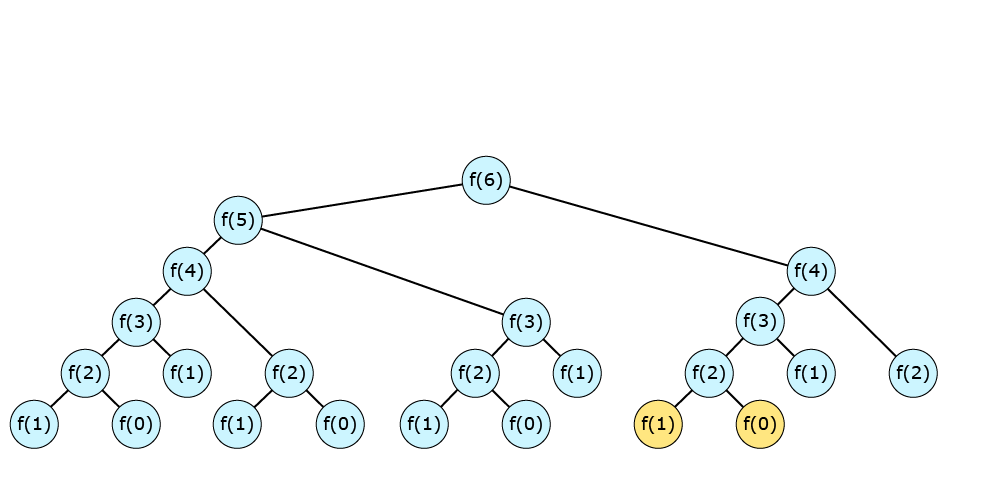 f(6)
f(5)
f(4) f(4)
f(3) f(3) f(3)
f(2) f(1) f(2) f(2) f(1) f(2) f(1) f(2)
f(1) f(0) f(1) f(0) f(1) f(0) f(1) f(0)